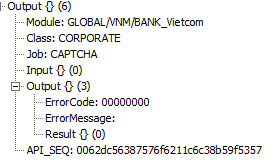 Output {} (6)
Module: GLOBAL/VNM/BANK_Vietcom
Class: CORPORATE
Job: CAPTCHA
Input {} (0)
Output {} (3)
ErrorCode: 00000000
ErrorMessage:
Result {} (0)
API_SEQ: 0062dc56387576f6211c6c38b59f5357